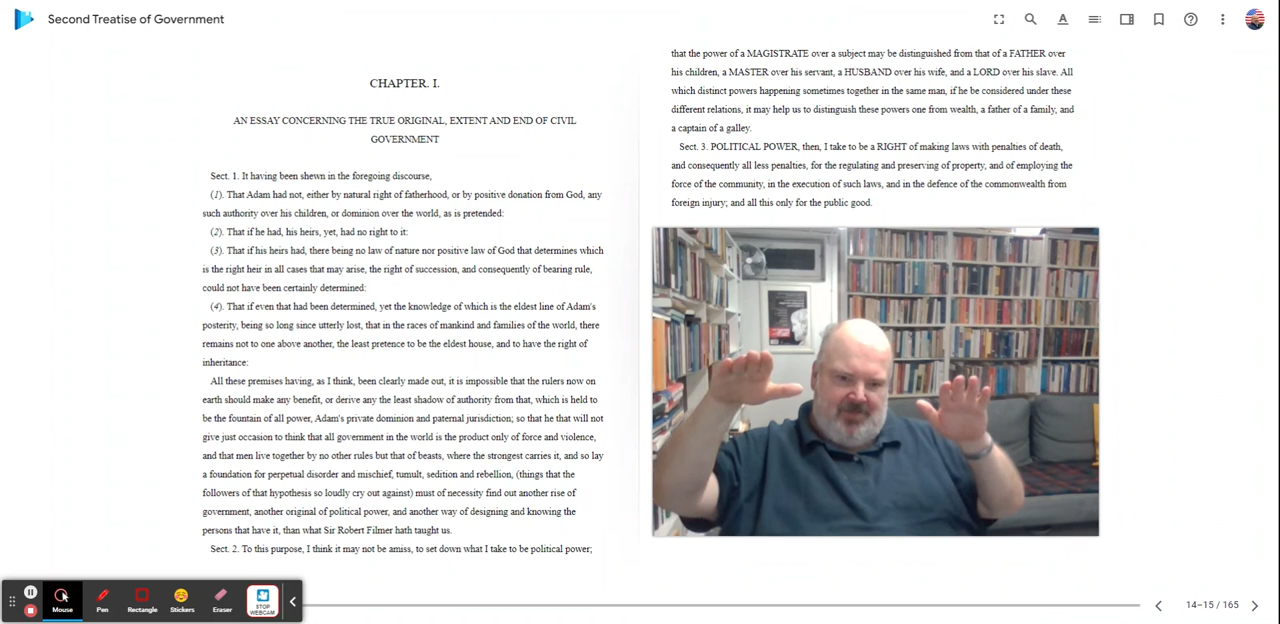 Second Treatise of Government
CHAPTER. I.
AN ESSAY CONCERNING THE TRUE ORIGINAL, EXTENT AND END OF CIVIL
GOVERNMENT
Sect. 1. It having been shewn in the foregoing discourse,
(1). That Adam had not, either by natural right of fatherhood, or by positive donation from God, any
such authority over his children, or dominion over the world, as is pretended:
(2). That if he had, his heirs, yet, had no right to it:
(3). That if his heirs had, there being no law of nature nor positive law of God that determines which
is the right heir in all cases that may arise, the right of succession, and consequently of bearing rule,
could not have been certainly determined:
(4). That if even that had been determined, yet the knowledge of which is the eldest line of Adam's
posterity, being so long since utterly lost, that in the races of mankind and families of the world, there
remains not to one above another, the least pretence to be the eldest house, and to have the right of
inheritance:
All these premises having, as I think, been clearly made out, it is impossible that the rulers now on
earth should make any benefit, or derive any the least shadow of authority from that, which is held to
be the fountain of all power, Adam's private dominion and paternal jurisdiction; so that he that will not
give just occasion to think that all government in the world is the product only of force and violence,
and that men live together by no other rules but that of beasts, where the strongest carries it, and so lay
a foundation for perpetual disorder and mischief, tumult, sedition and rebellion, (things that the
followers of that hypothesis so loudly cry out against) must of necessity find out another rise of
government, another original of political power, and another way of designing and knowing the
persons that have it, than what Sir Robert Filmer hath taught us.
Sect. 2. To this purpose, I think it may not be amiss, to set down what I take to be political power;
that the power of a MAGISTRATE over a subject may be distinguished from that of a FATHER over
his children, a MASTER over his servant, a HUSBAND over his wife, and a LORD over his slave. All
which distinct powers happening sometimes together in the same man, if he be considered under these
different relations, it may help us to distinguish these powers one from wealth, a father of a family, and
a captain of a galley.
Sect. 3. POLITICAL POWER, then, I take to be a RIGHT of making laws with penalties of death,
and consequently all less penalties, for the regulating and preserving of property, and of employing the
force of the community, in the execution of such laws, and in the defence of the commonwealth from
foreign injury; and all this only for the public good.
Mouse
Pen
Rectangle
Stickers
Eraser
STOP
WEBCAM
14–15 / 165